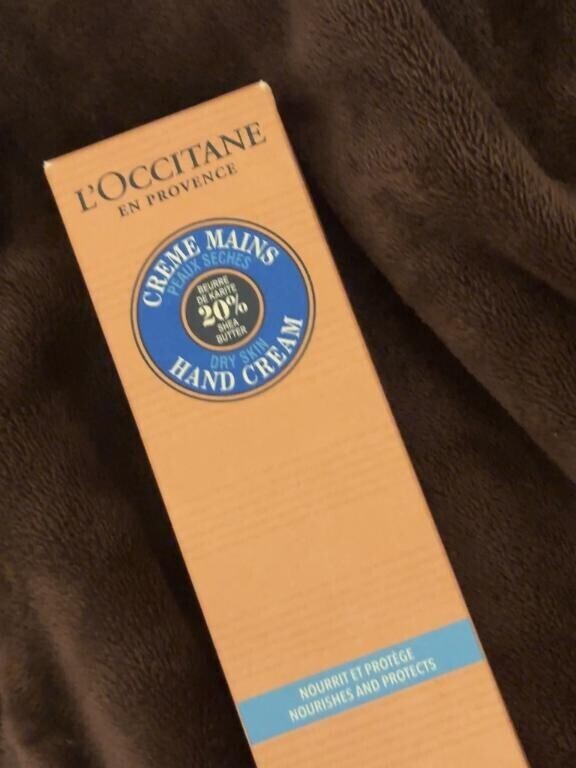 L'OCCITANE
EN PROVENCE
CREME MAINS
PEAUX SECHES
BEURRE
DE KARITE
20%
SHEA
BUTTER
DRY SKIN
HAND CREAM
NOURRIT ET PROTÈGE
NOURISHES AND PROTECTS